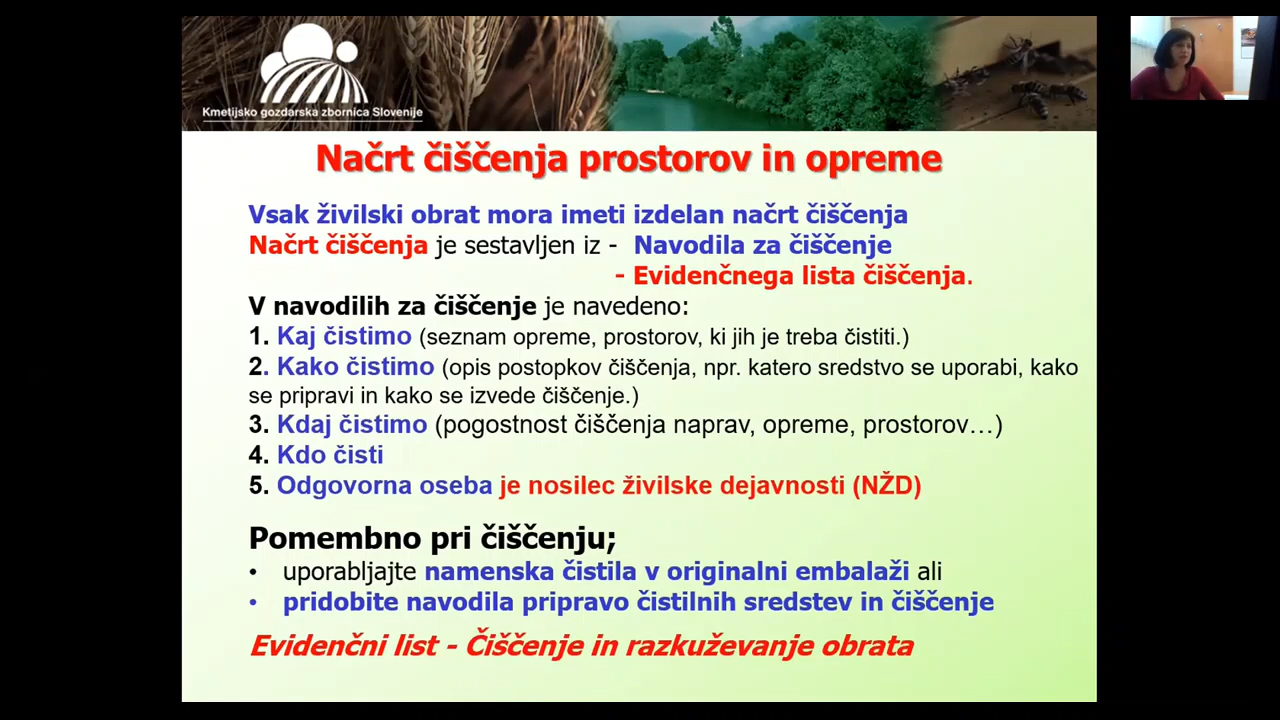 Kmetijsko gozdarska zbornica Slovenije
Načrt čiščenja prostorov in opreme
Vsak živilski obrat mora imeti izdelan načrt čiščenja
Načrt čiščenja je sestavljen iz - Navodila za čiščenje
- Evidenčnega lista čiščenja.
V navodilih za čiščenje je navedeno:
1. Kaj čistimo (seznam opreme, prostorov, ki jih je treba čistiti.)
2. Kako čistimo (opis postopkov čiščenja, npr. katero sredstvo se uporabi, kako
se pripravi in kako se izvede čiščenje.)
3. Kdaj čistimo (pogostnost čiščenja naprav, opreme, prostorov…)
4. Kdo čisti
5. Odgovorna oseba je nosilec živilske dejavnosti (NŽD)
Pomembno pri čiščenju;
• uporabljajte namenska čistila v originalni embalaži ali
• pridobite navodila pripravo čistilnih sredstev in čiščenje
Evidenčni list - Čiščenje in razkuževanje obrata